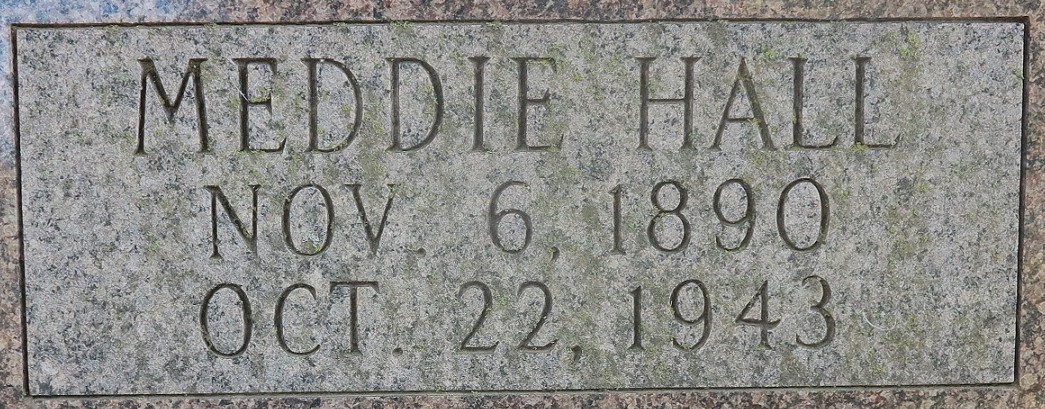 MEDDIE HALL
NOV. 6, 1890
OCT. 22, 1943